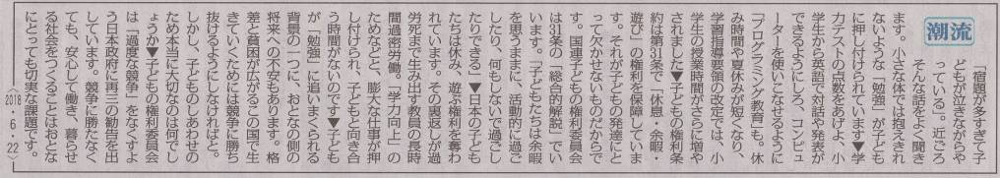 潮流
「宿題が多すぎて子
どもが泣きながらや
っている」。近ごろ
そんな話をよく聞き
ます。小さな体では抱えきれ
ないような「勉強」が子ども
に押し付けられています▼学
力テストの点数をあげよ、小
学生から英語で対話や発表が
できるようにしろ、コンピュ
ーターを使いこなせるように
「プログラミング教育」も。休
み時間や夏休みが短くなり、
学習指導要領の改定では、小
学生の授業時間がさらに増や
されました▼子どもの権利条
約は第31条で「休息・余暇・
遊び」の権利を保障していま
す。それが子どもの発達にと
って欠かせないものだからで
す。国連子どもの権利委員会
は31条の「総合的解説」でい
います。「子どもたちは余暇
を思うままに、活動的に過ご
したり、何もしないで過ごし
たりできる」▼日本の子ども
たちは休み、遊ぶ権利を奪わ
れています。その裏返しが過
労死まで生み出す教員の長時
間過密労働。「学力向上」の
ためなどと、膨大な仕事が押
し付けられ、子どもと向き合
う時間がないのです▼子ども
が「勉強」に追いまくられる
背景の一つに、おとなの側の
将来への不安もあります。格
差と貧困が広がるこの国で生
きていくためには競争に勝ち
抜けるようにしなければと。
しかし、子どものしあわせの
ため本当に大切なのは何でし
ょうか▼子どもの権利委員会
は「過度な競争」をなくすよ
う日本政府に再三の勧告を出
しています。競争に勝たなく
ても、安心して働き、暮らせ
る社会をつくることはおとな
にとっても切実な課題です。
2018・6・22